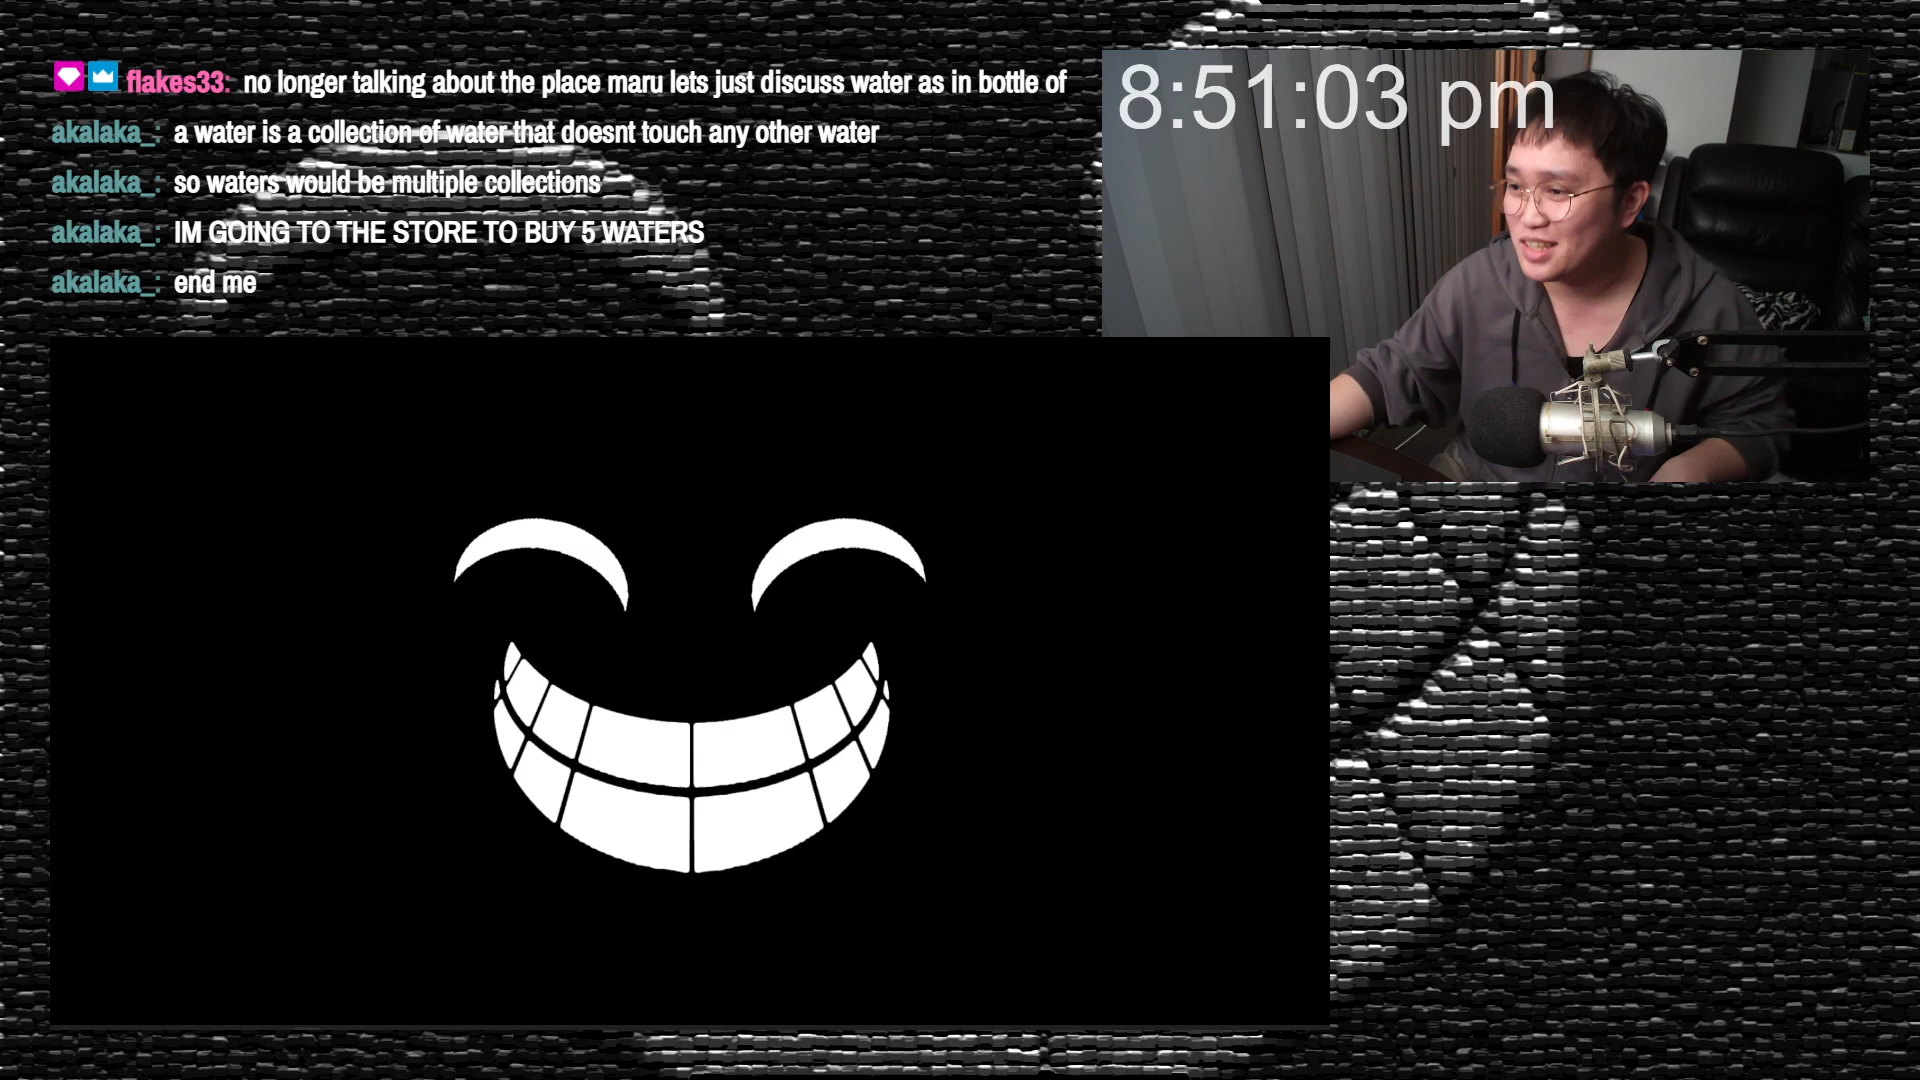 flakes33: no longer talking about the place maru lets just discuss water as in bottle of
akalaka_: a water is a collection of water that doesnt touch any other water
akalaka_: so waters would be multiple collections
akalaka_: IM GOING TO THE STORE TO BUY 5 WATERS
akalaka_: end me
8:51:03 pm